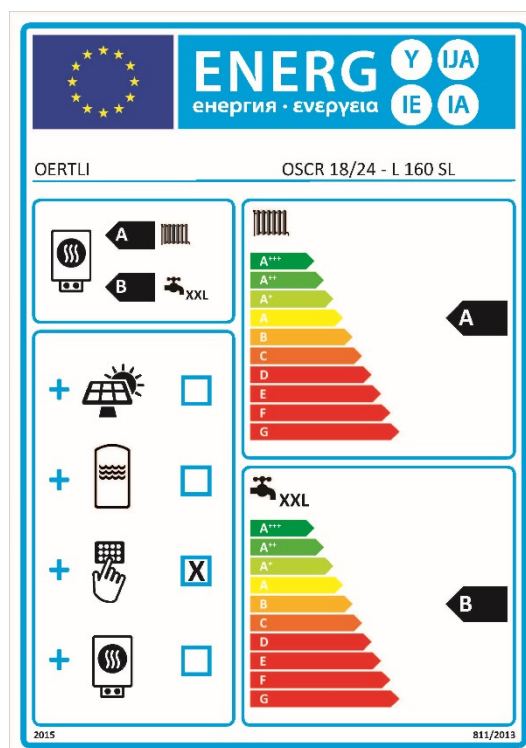 ENERG Y IJA
енергия · ενεργεια IE IA
OERTLI OSCR 18/24 - L 160 SL
A
B XXL
A+++
A++
A+
A
B
C
D
E
F
G
A
+
+
+ X
+
XXL
A+++
A++
A+
A
B
C
D
E
F
G
B
2015 811/2013